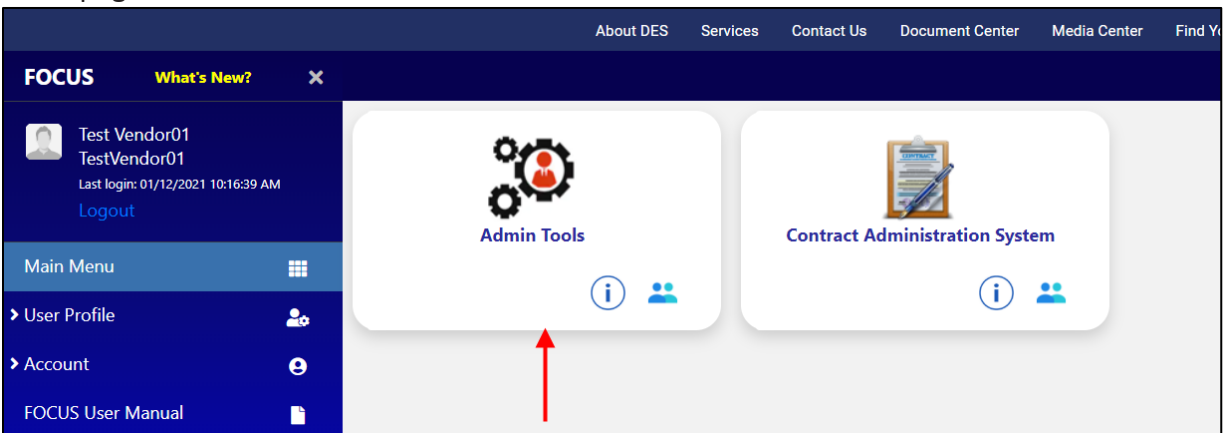 About DES Services Contact Us Document Center Media Center Find
FOCUS What's New?
Test Vendor01
TestVendor01
Last login: 01/12/2021 10:16:39 AM
Logout
Main Menu
User Profile
Account
FOCUS User Manual
CONTRACT
Admin Tools
Contract Administration System